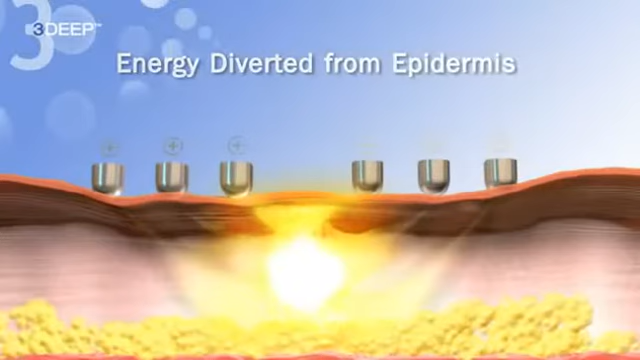 3DEEP™
Energy Diverted from Epidermis
+ + +